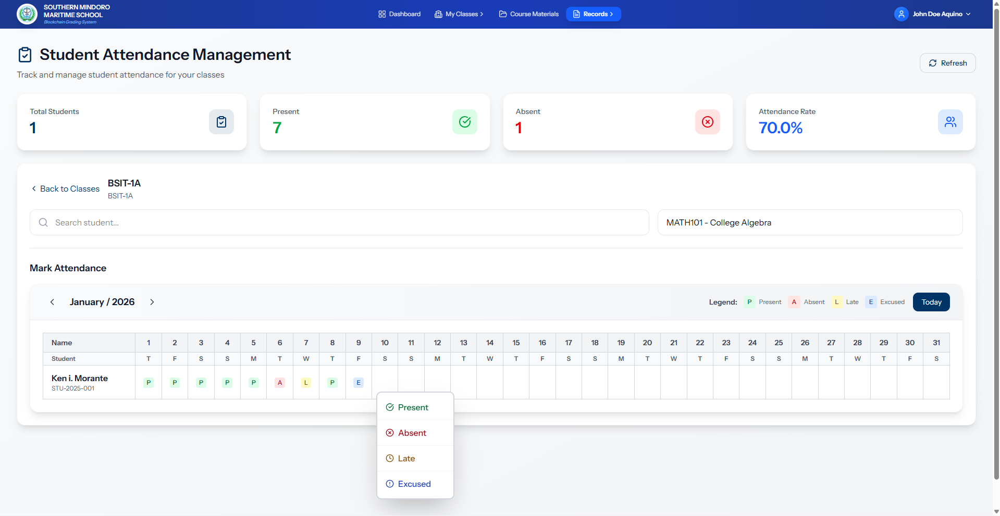 SOUTHERN MINDORO
MARITIME SCHOOL
Blockchain Grading System
Dashboard
My Classes
Course Materials
Records
John Doe Aquino
Student Attendance Management
Track and manage student attendance for your classes
Refresh
Total Students
1
Present
7
Absent
1
Attendance Rate
70.0%
Back to Classes
BSIT-1A
BSIT-1A
Search student...
MATH101 - College Algebra
Mark Attendance
January / 2026
Legend: P Present A Absent L Late E Excused
Today
Name 1 2 3 4 5 6 7 8 9 10 11 12 13 14 15 16 17 18 19 20 21 22 23 24 25 26 27 28 29 30 31
Student T F S S M T W T F S S M T W T F S S M T W T F S S M T W T F S
Ken i. Morante
STU-2025-001
P P P P P A L P E
Present
Absent
Late
Excused